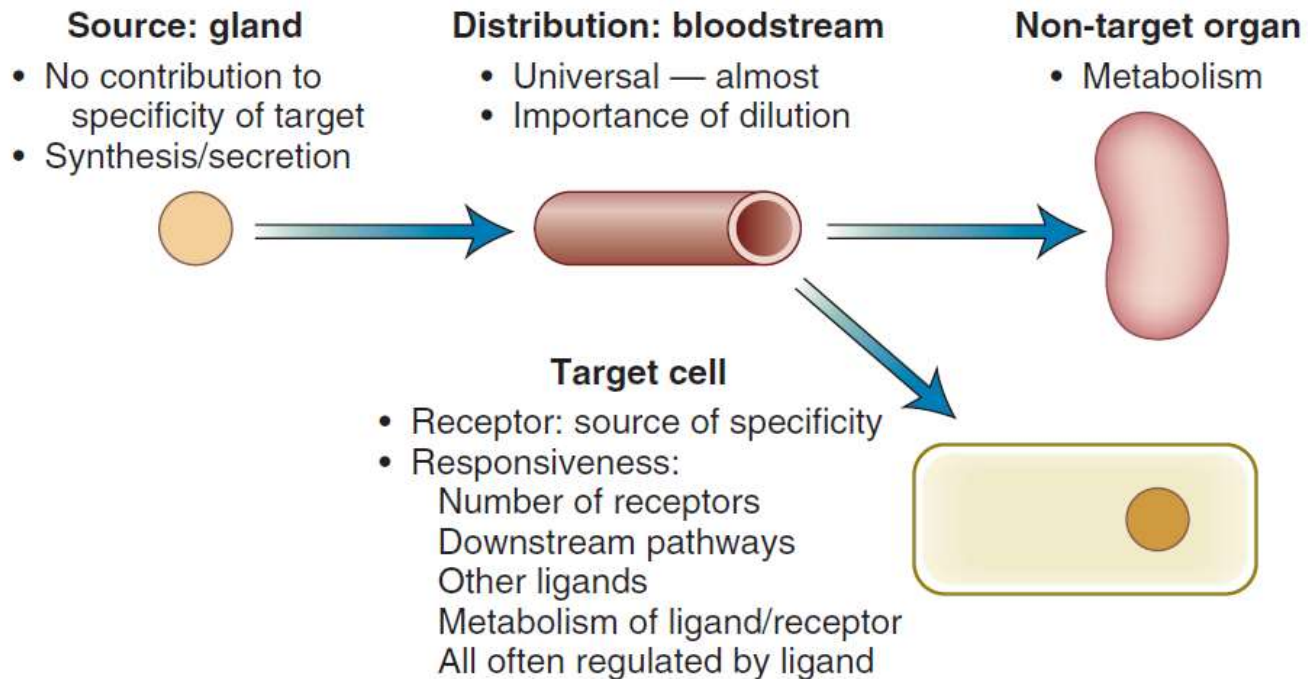 Source: gland
• No contribution to
specificity of target
• Synthesis/secretion
Distribution: bloodstream
• Universal — almost
• Importance of dilution
Non-target organ
• Metabolism
Target cell
• Receptor: source of specificity
• Responsiveness:
Number of receptors
Downstream pathways
Other ligands
Metabolism of ligand/receptor
All often regulated by ligand